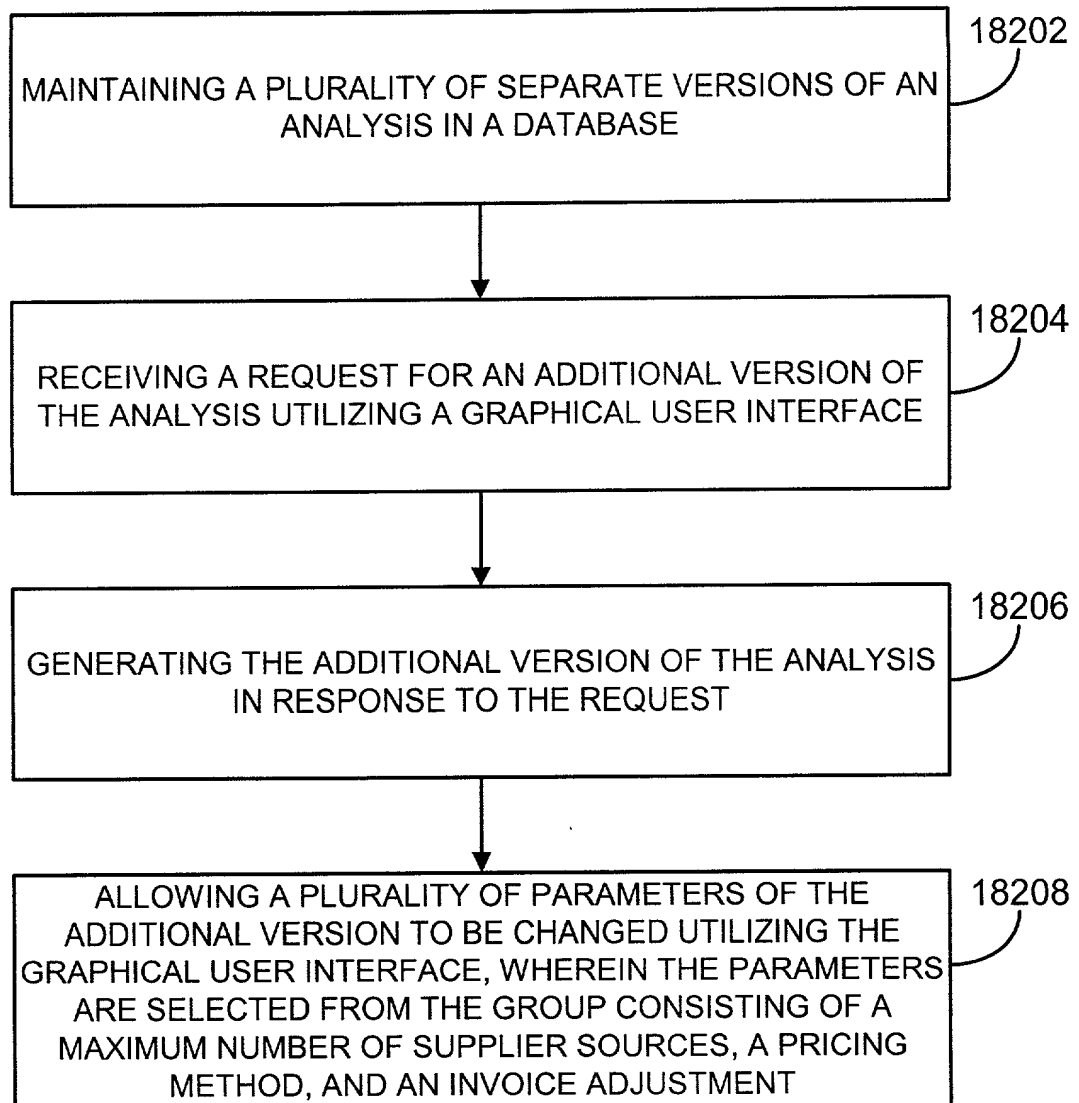 18202
MAINTAINING A PLURALITY OF SEPARATE VERSIONS OF AN
ANALYSIS IN A DATABASE
18204
RECEIVING A REQUEST FOR AN ADDITIONAL VERSION OF
THE ANALYSIS UTILIZING A GRAPHICAL USER INTERFACE
18206
GENERATING THE ADDITIONAL VERSION OF THE ANALYSIS
IN RESPONSE TO THE REQUEST
18208
ALLOWING A PLURALITY OF PARAMETERS OF THE
ADDITIONAL VERSION TO BE CHANGED UTILIZING THE
GRAPHICAL USER INTERFACE, WHEREIN THE PARAMETERS
ARE SELECTED FROM THE GROUP CONSISTING OF A
MAXIMUM NUMBER OF SUPPLIER SOURCES, A PRICING
METHOD, AND AN INVOICE ADJUSTMENT